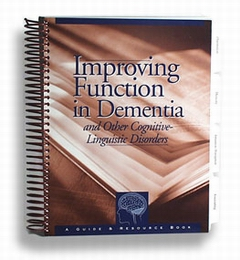 Improving
Function
in Dementia
and Other Cognitive-
Linguistic Disorders
A Guide & Resource Book